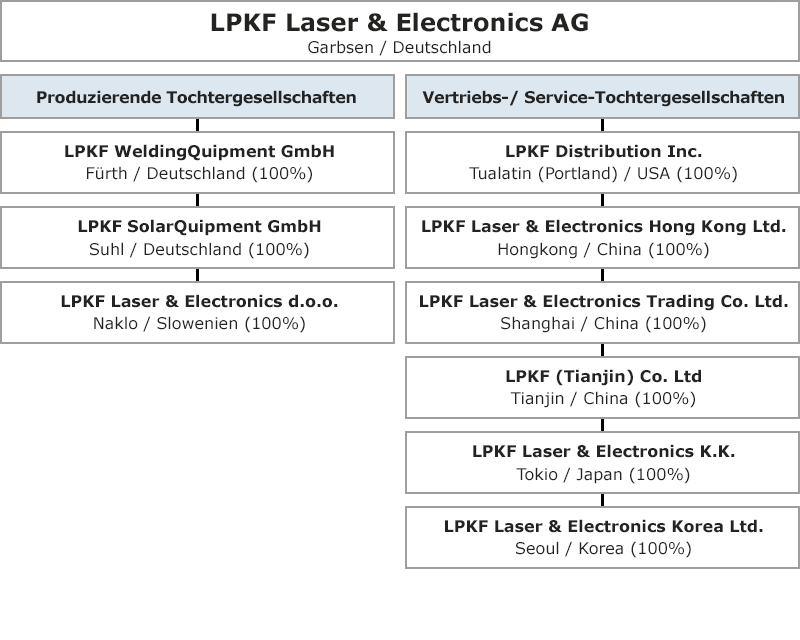 LPKF Laser & Electronics AG
Garbsen / Deutschland
Produzierende Tochtergesellschaften
LPKF WeldingQuipment GmbH
Fürth / Deutschland (100%)
LPKF SolarQuipment GmbH
Suhl / Deutschland (100%)
LPKF Laser & Electronics d.o.o.
Naklo / Slowenien (100%)
Vertriebs-/ Service-Tochtergesellschaften
LPKF Distribution Inc.
Tualatin (Portland) / USA (100%)
LPKF Laser & Electronics Hong Kong Ltd.
Hongkong / China (100%)
LPKF Laser & Electronics Trading Co. Ltd.
Shanghai / China (100%)
LPKF (Tianjin) Co. Ltd
Tianjin / China (100%)
LPKF Laser & Electronics K.K.
Tokio / Japan (100%)
LPKF Laser & Electronics Korea Ltd.
Seoul / Korea (100%)